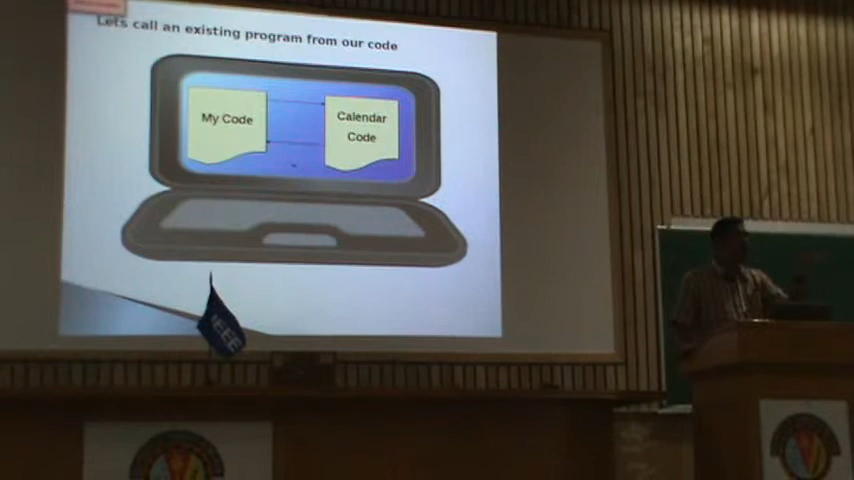 Lets call an existing program from our code
My Code
Calendar
Code
IEEE